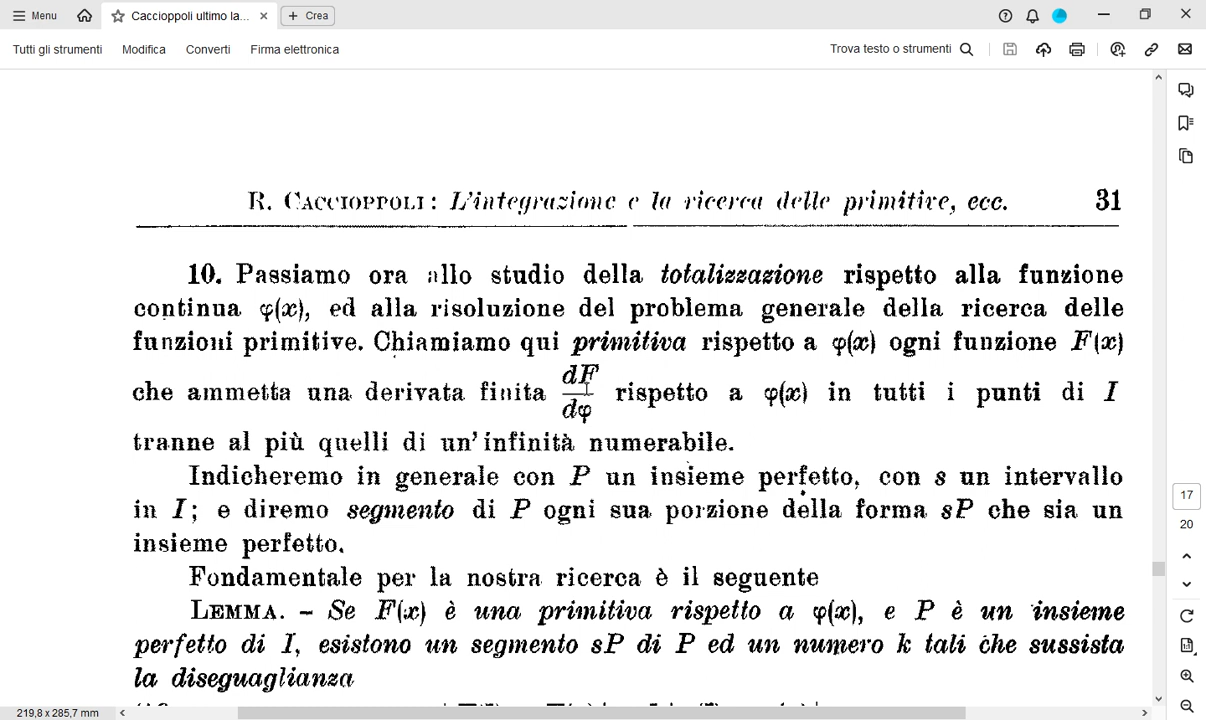 Menu
Caccioppoli ultimo la...
Crea
Tutti gli strumenti Modifica Converti Firma elettronica Trova testo o strumenti
R. CACCIOPPOLI: L'integrazione e la ricerca delle primitive, ecc. 31
10. Passiamo ora allo studio della totalizzazione rispetto alla funzione
continua φ(x), ed alla risoluzione del problema generale della ricerca delle
funzioni primitive. Chiamiamo qui primitiva rispetto a φ(x) ogni funzione F(x)
che ammetta una derivata finita dF/dφ rispetto a φ(x) in tutti i punti di I
tranne al più quelli di un' infinità numerabile.
Indicheremo in generale con P un insieme perfetto, con s un intervallo
in I; e diremo segmento di P ogni sua porzione della forma sP che sia un
insieme perfetto.
Fondamentale per la nostra ricerca è il seguente
LEMMA. - Se F(x) è una primitiva rispetto a φ(x), e P è un insieme
perfetto di I, esistono un segmento sP di P ed un numero k tali che sussista
la diseguaglianza
17
20
219,8 x 285,7 mm